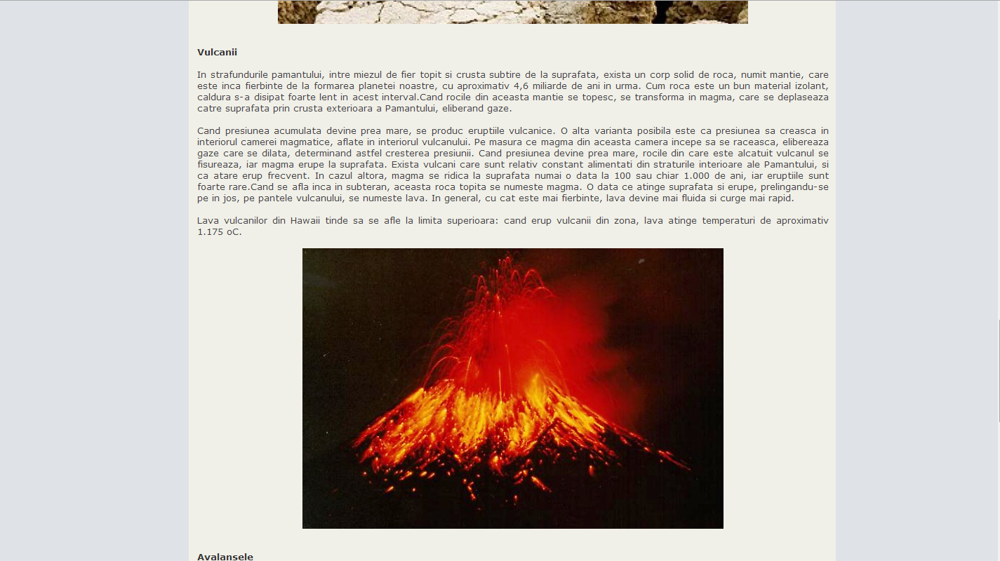 Vulcanii
In strafundurile pamantului, intre miezul de fier topit si crusta subtire de la suprafata, exista un corp solid de roca, numit mantie, care
este inca fierbinte de la formarea planetei noastre, cu aproximativ 4,6 miliarde de ani in urma. Cum roca este un bun material izolant,
caldura s-a disipat foarte lent in acest interval.Cand rocile din aceasta mantie se topesc, se transforma in magma, care se deplaseaza
catre suprafata prin crusta exterioara a Pamantului, eliberand gaze.
Cand presiunea acumulata devine prea mare, se produc eruptiile vulcanice. O alta varianta posibila este ca presiunea sa creasca in
interiorul camerei magmatice, aflate in interiorul vulcanului. Pe masura ce magma din aceasta camera incepe sa se raceasca, elibereaza
gaze care se dilata, determinand astfel cresterea presiunii. Cand presiunea devine prea mare, rocile din care este alcatuit vulcanul se
fisureaza, iar magma erupe la suprafata. Exista vulcani care sunt relativ constant alimentati din straturile interioare ale Pamantului, si
ca atare erup frecvent. In cazul altora, magma se ridica la suprafata numai o data la 100 sau chiar 1.000 de ani, iar eruptiile sunt
foarte rare.Cand se afla inca in subteran, aceasta roca topita se numeste magma. O data ce atinge suprafata si erupe, prelingandu-se
pe in jos, pe pantele vulcanului, se numeste lava. In general, cu cat este mai fierbinte, lava devine mai fluida si curge mai rapid.
Lava vulcanilor din Hawaii tinde sa se afle la limita superioara: cand erup vulcanii din zona, lava atinge temperaturi de aproximativ
1.175 oC.
Avalansele